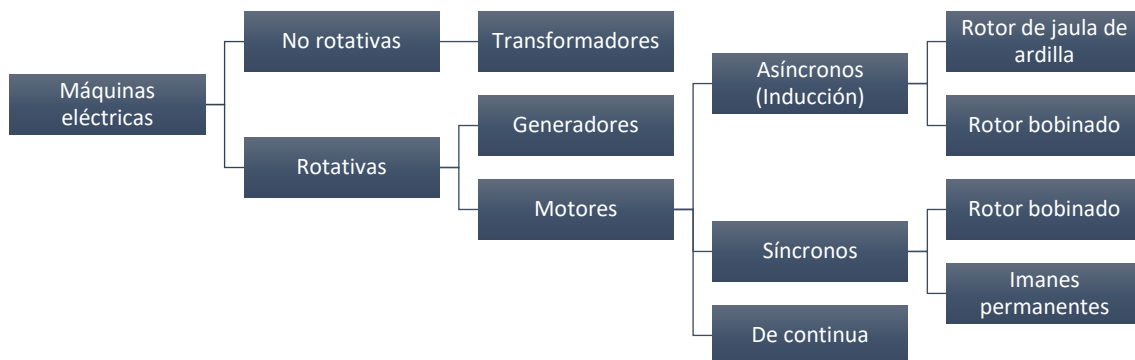 Máquinas
eléctricas
No rotativas
Transformadores
Rotativas
Generadores
Motores
Asíncronos
(Inducción)
Rotor de jaula de
ardilla
Rotor bobinado
Síncronos
Rotor bobinado
Imanes
permanentes
De continua